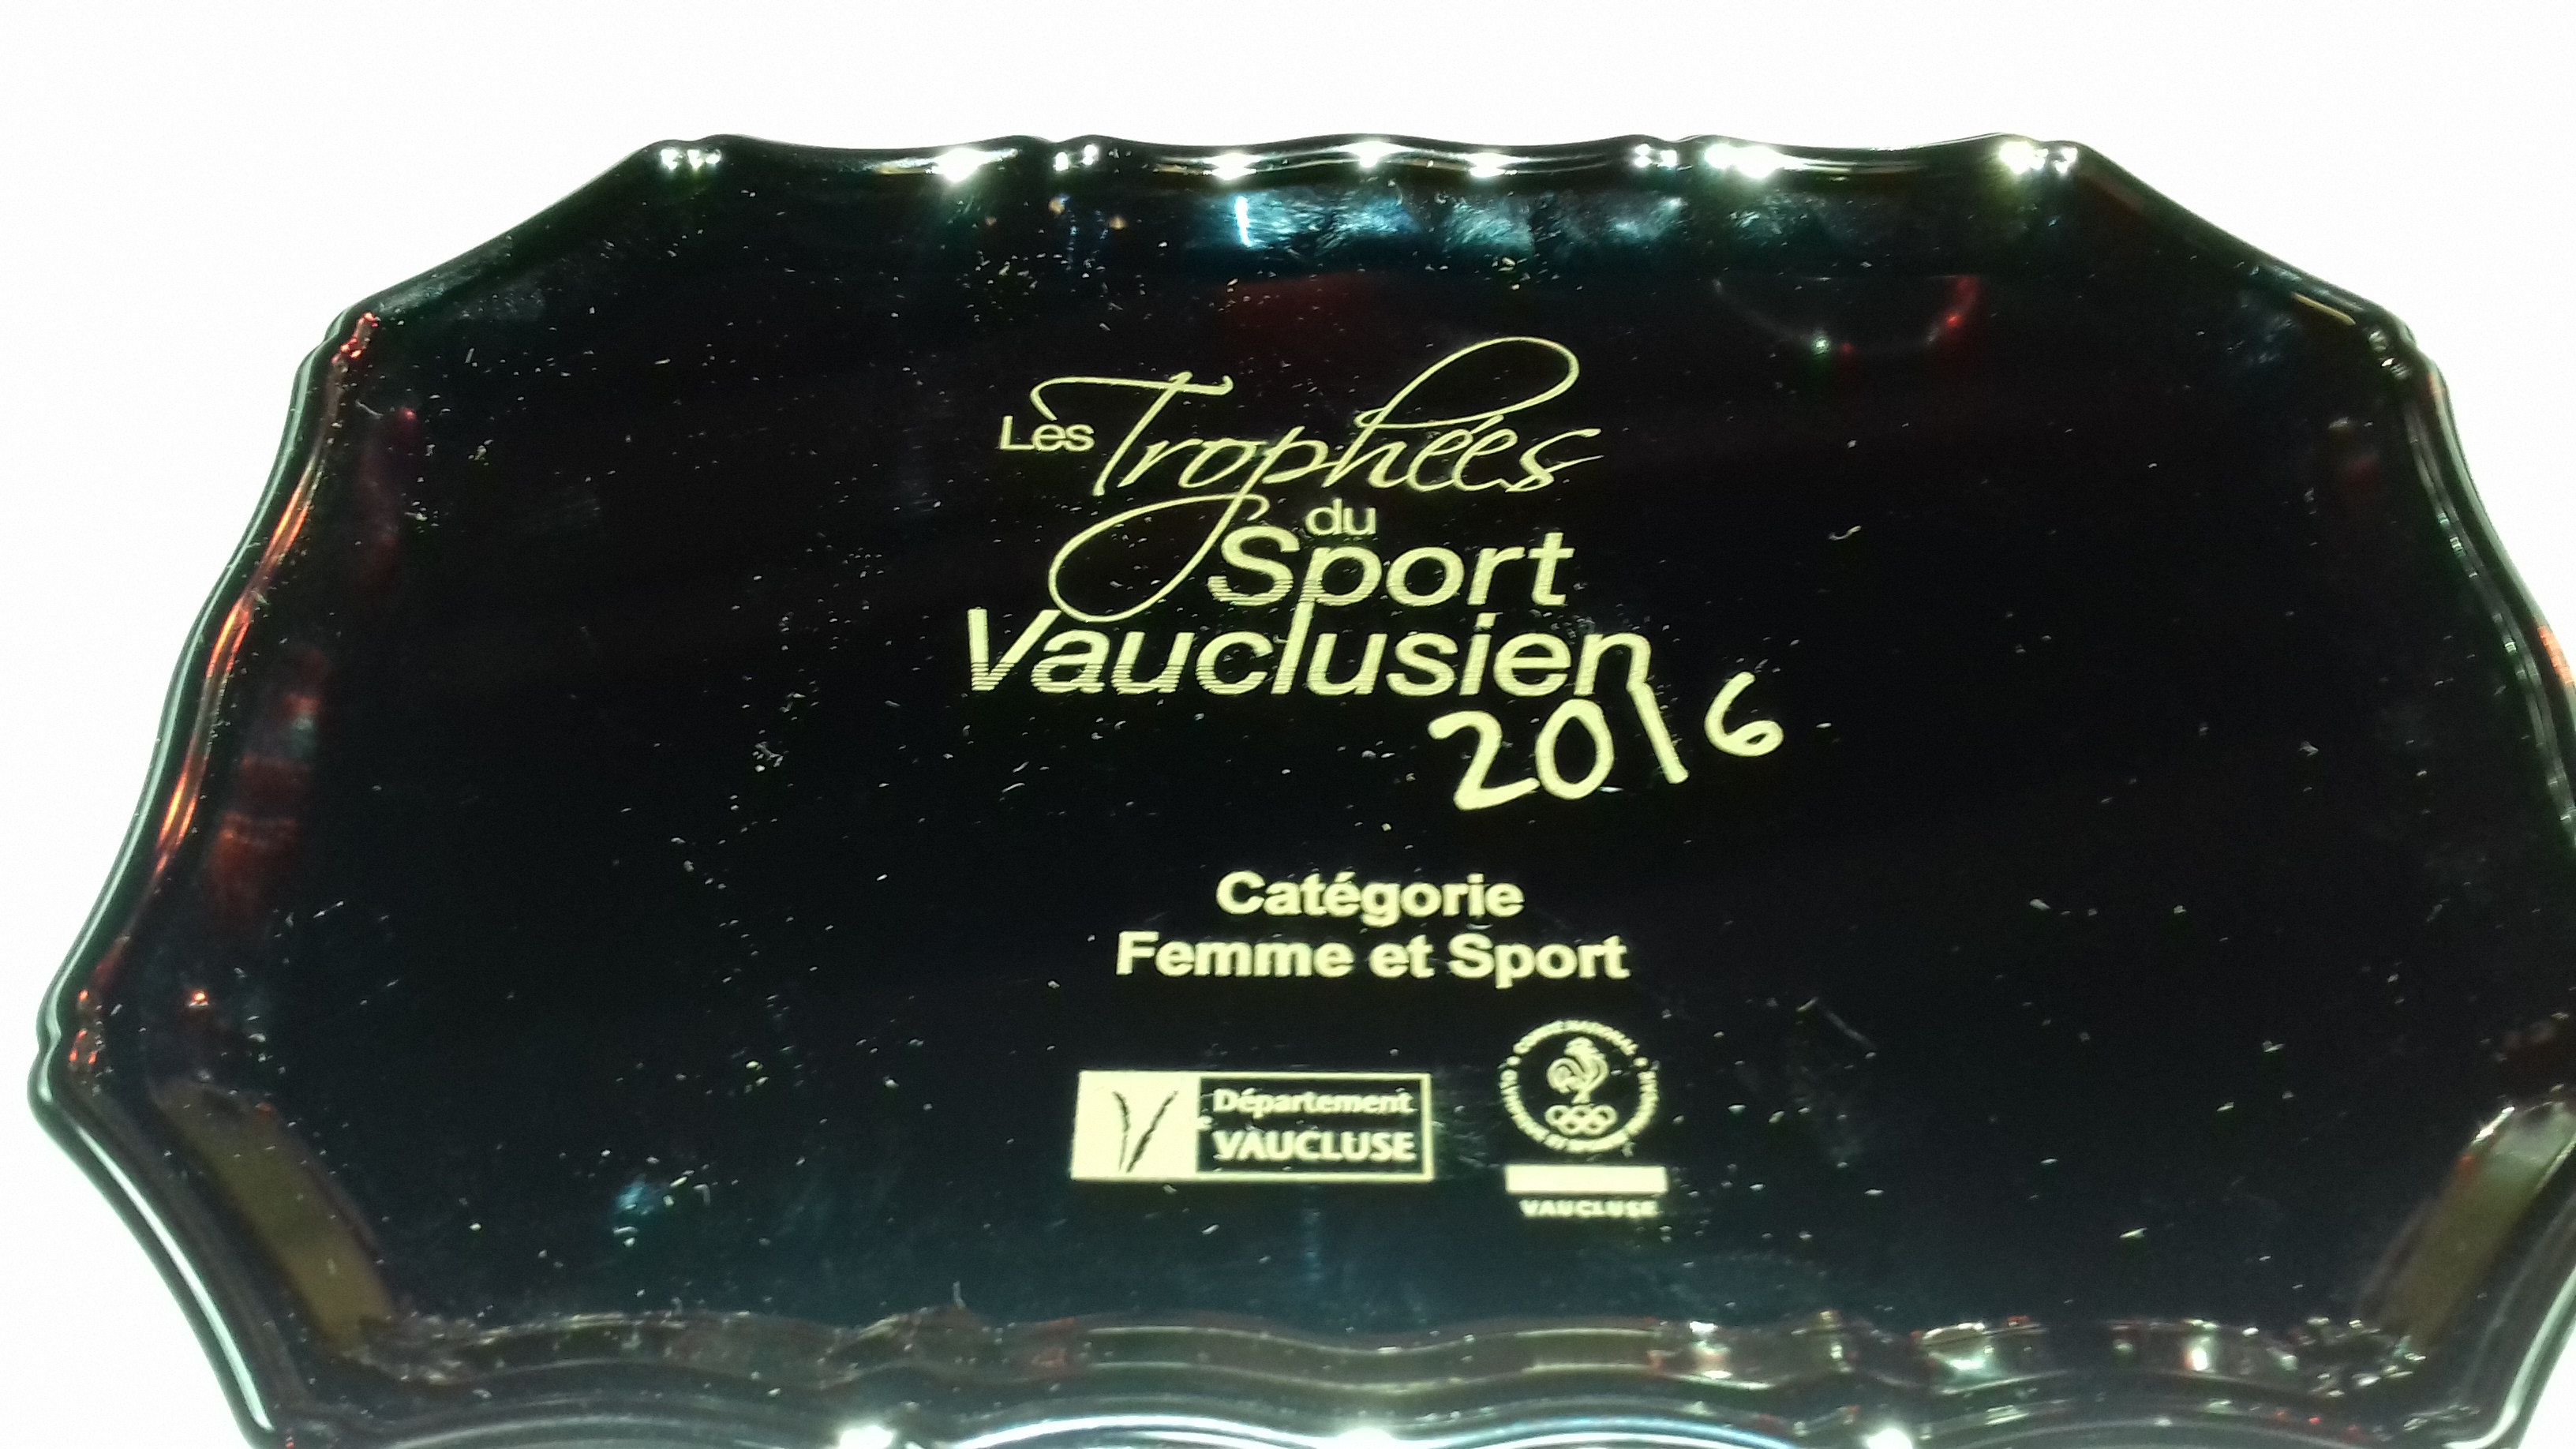 Les Trophées
du
Sport
Vauclusien
2016
Catégorie
Femme et Sport
Département
VAUCLUSE
VAUCLUSE